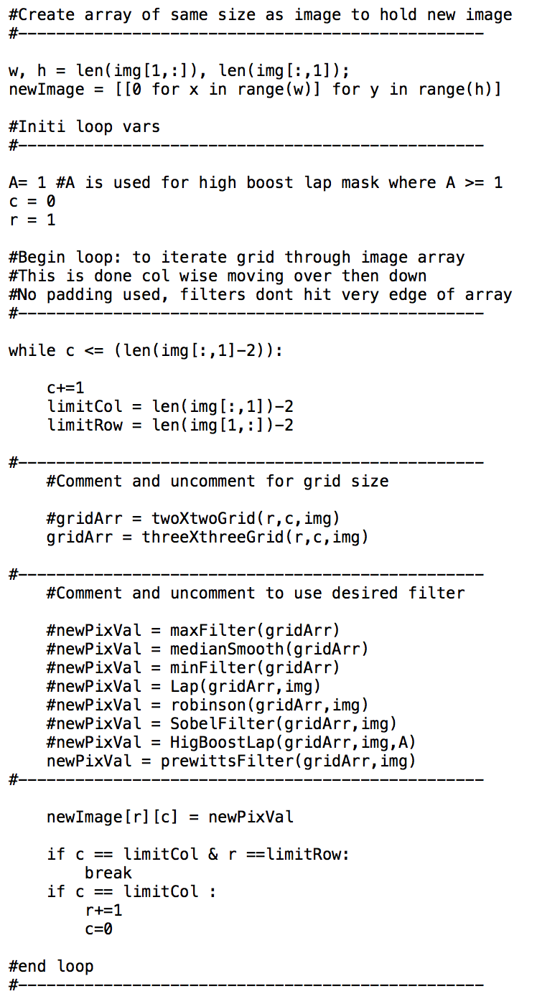 #Create array of same size as image to hold new image
#-------------------------------------------------
w, h = len(img[1,:]), len(img[:,1]);
newImage = [[0 for x in range(w)] for y in range(h)]
#Initi loop vars
#-------------------------------------------------
A= 1 #A is used for high boost lap mask where A >= 1
c = 0
r = 1
#Begin loop: to iterate grid through image array
#This is done col wise moving over then down
#No padding used, filters dont hit very edge of array
#-------------------------------------------------
while c <= (len(img[:,1]-2)):
    c+=1
    limitCol = len(img[:,1])-2
    limitRow = len(img[1,:])-2
#-------------------------------------------------
    #Comment and uncomment for grid size
    #gridArr = twoXtwoGrid(r,c,img)
    gridArr = threeXthreeGrid(r,c,img)
#-------------------------------------------------
    #Comment and uncomment to use desired filter
    #newPixVal = maxFilter(gridArr)
    #newPixVal = medianSmooth(gridArr)
    #newPixVal = minFilter(gridArr)
    #newPixVal = Lap(gridArr,img)
    #newPixVal = robinson(gridArr,img)
    #newPixVal = SobelFilter(gridArr,img)
    #newPixVal = HigBoostLap(gridArr,img,A)
    newPixVal = prewittsFilter(gridArr,img)
#-------------------------------------------------
    newImage[r][c] = newPixVal
    if c == limitCol & r ==limitRow:
        break
    if c == limitCol :
        r+=1
        c=0
#end loop
#-------------------------------------------------